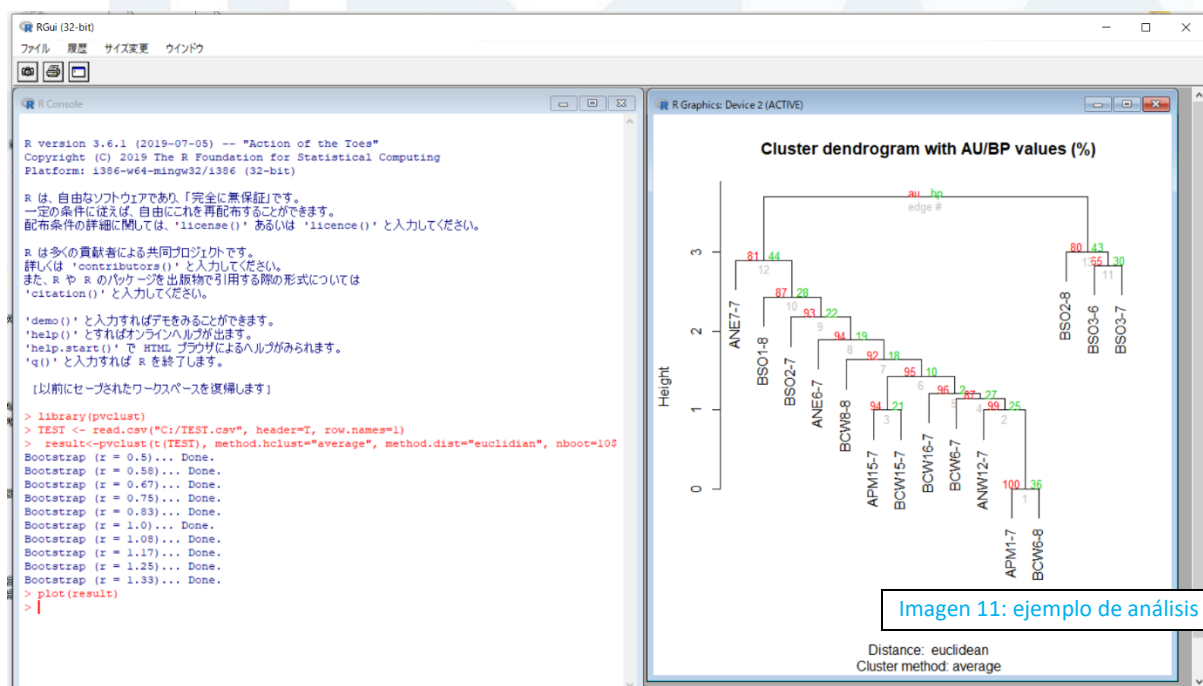 RGui (32-bit)
ファイル 履歴 サイズ変更 ウインドウ
R Console
R version 3.6.1 (2019-07-05) -- "Action of the Toes"
Copyright (C) 2019 The R Foundation for Statistical Computing
Platform: i386-w64-mingw32/i386 (32-bit)
R は、自由なソフトウェアであり、「完全に無保証」です。
一定の条件に従えば、自由にこれを再配布することができます。
配布条件の詳細に関しては、'license()' あるいは 'licence()' と入力してください。
R は多くの貢献者による共同プロジェクトです。
詳しくは 'contributors()' と入力してください。
また、R や R のパッケージを出版物で引用する際の形式については
'citation()' と入力してください。
'demo()' と入力すればデモをみることができます。
'help()' とすればオンラインヘルプが出ます。
'help.start()' で HTML ブラウザによるヘルプがみられます。
'q()' と入力すれば R を終了します。
[以前にセーブされたワークスペースを復帰します]
> library(pvclust)
> TEST <- read.csv("C:/TEST.csv", header=T, row.names=1)
> result<-pvclust(t(TEST), method.hclust="average", method.dist="euclidian", nboot=10$
Bootstrap (r = 0.5)... Done.
Bootstrap (r = 0.58)... Done.
Bootstrap (r = 0.67)... Done.
Bootstrap (r = 0.75)... Done.
Bootstrap (r = 0.83)... Done.
Bootstrap (r = 1.0)... Done.
Bootstrap (r = 1.08)... Done.
Bootstrap (r = 1.17)... Done.
Bootstrap (r = 1.25)... Done.
Bootstrap (r = 1.33)... Done.
> plot(result)
>
R Graphics: Device 2 (ACTIVE)
Cluster dendrogram with AU/BP values (%)
au bp
edge #
Height
3
2
1
0
81 44
12
87 28
10
93 22
9
94 19
8
92 18
7
95 10
6
94 21
3
96 2
5
87 27
4
99 25
2
100 36
1
80 43
13
65 30
11
ANE7-7
BSO1-8
BSO2-7
ANE6-7
BCW8-8
APM15-7
BCW15-7
BCW16-7
BCW6-7
ANW12-7
APM1-7
BCW6-8
BSO2-8
BSO3-6
BSO3-7
Imagen 11: ejemplo de análisis
Distance: euclidean
Cluster method: average